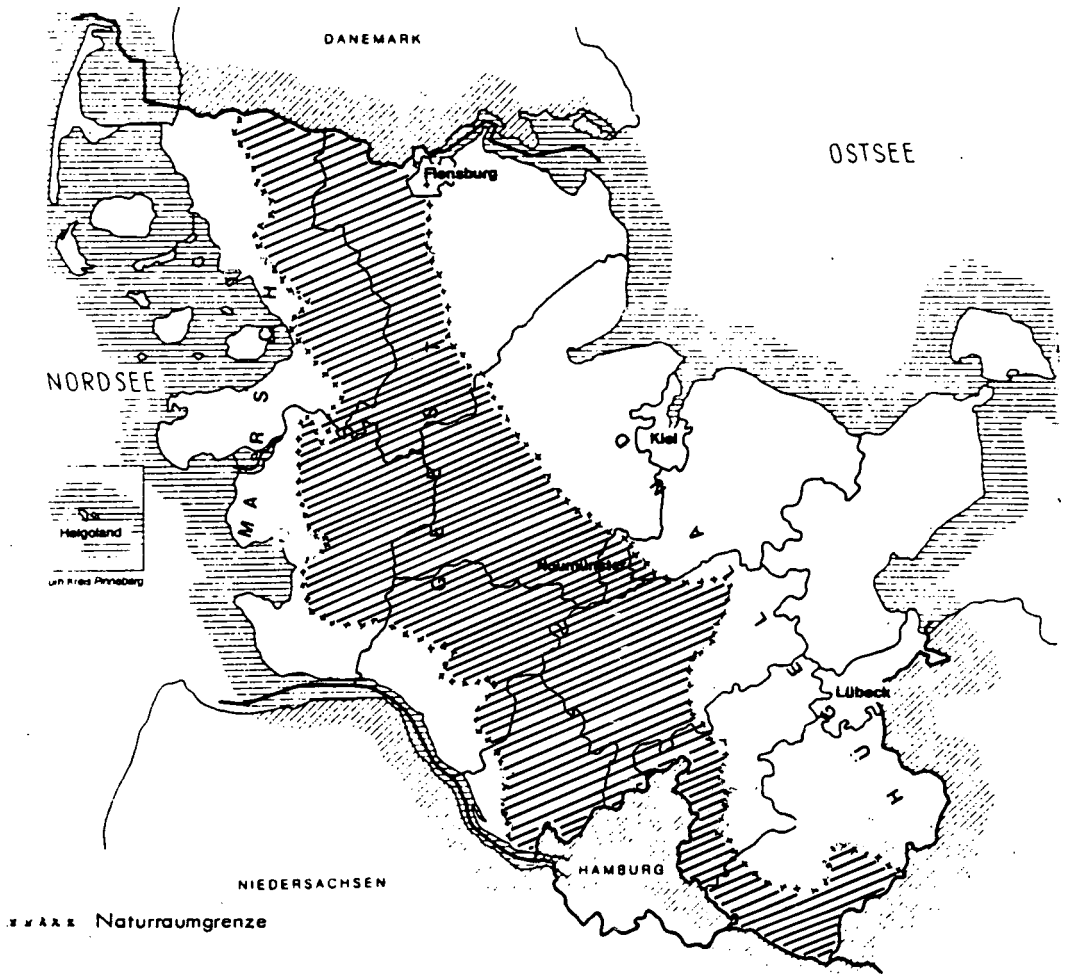 DANEMARK
OSTSEE
Flensburg
NORDSEE
MARSCH
GEEST
Kiel
HÜGELLAND
Helgoland
Neumünster
Lübeck
HAMBURG
NIEDERSACHSEN
x x x x x Naturraumgrenze